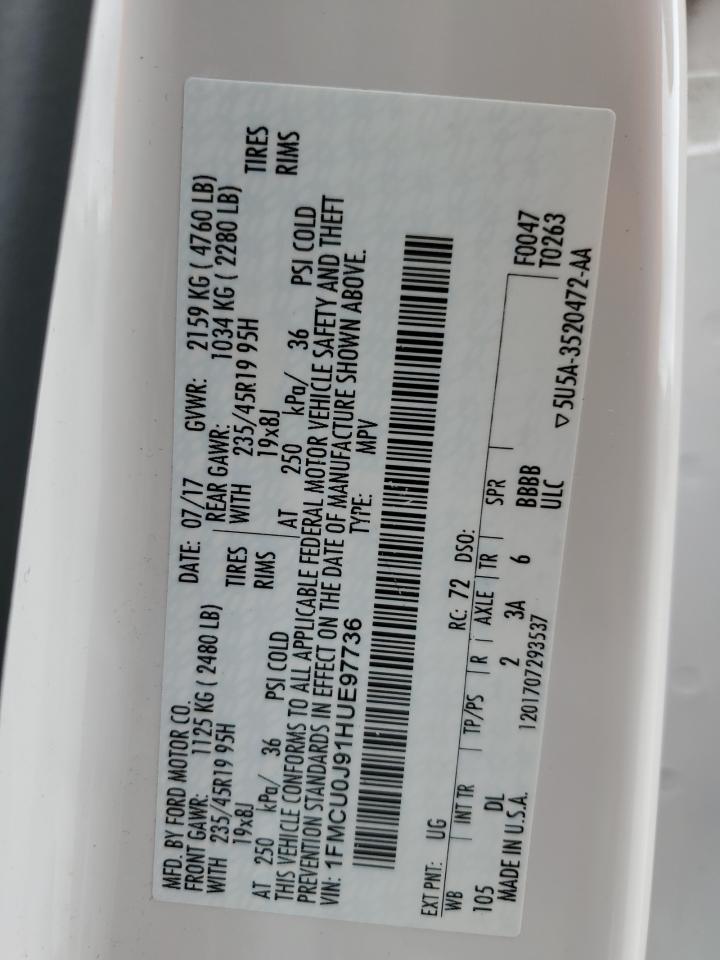 MFD. BY FORD MOTOR CO.
DATE: 07/17 GVWR: 2159 KG ( 4760 LB)
FRONT GAWR: 1125 KG ( 2480 LB)
REAR GAWR: 1034 KG ( 2280 LB)
WITH 235/45R19 95H TIRES
WITH 235/45R19 95H TIRES
19x8J RIMS
19x8J RIMS
AT 250 kPa/ 36 PSI COLD
AT 250 kPa/ 36 PSI COLD
THIS VEHICLE CONFORMS TO ALL APPLICABLE FEDERAL MOTOR VEHICLE SAFETY AND THEFT
PREVENTION STANDARDS IN EFFECT ON THE DATE OF MANUFACTURE SHOWN ABOVE.
VIN: 1FMCU0J91HUE97736 TYPE: MPV
EXT PNT: UG RC: 72 DSO:
WB INT TR TP/PS R AXLE TR SPR F0047
105 DL 2 3A 6 BBBB T0263
MADE IN U.S.A. 1201707293537 ULC ▽5U5A-3520472-AA